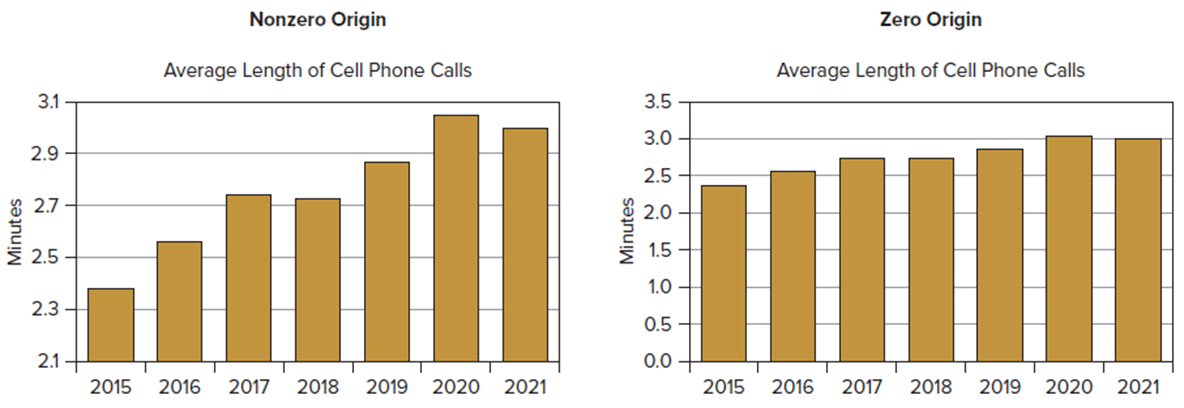 Nonzero Origin
Average Length of Cell Phone Calls
3.1
2.9
2.7
2.5
2.3
2.1
Minutes
2015 2016 2017 2018 2019 2020 2021
Zero Origin
Average Length of Cell Phone Calls
3.5
3.0
2.5
2.0
1.5
1.0
0.5
0.0
Minutes
2015 2016 2017 2018 2019 2020 2021